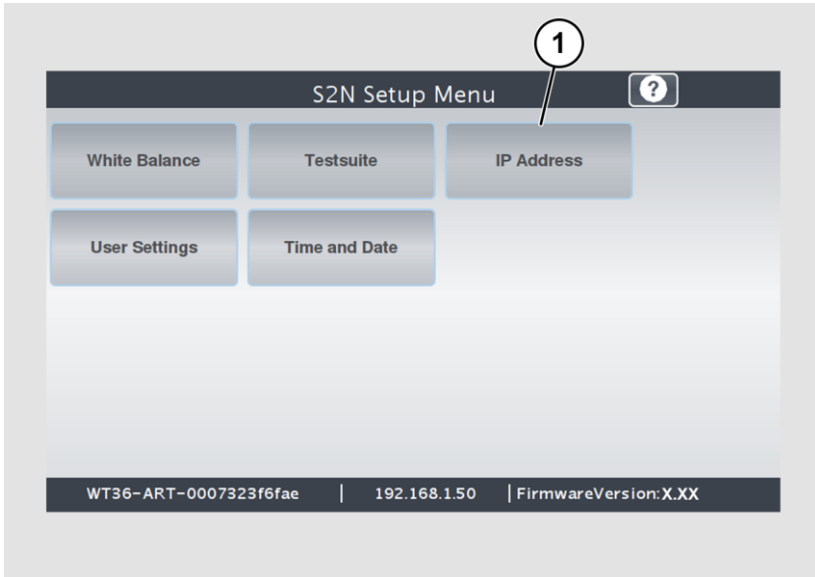 1
S2N Setup Menu ?
White Balance Testsuite IP Address
User Settings Time and Date
WT36-ART-0007323f6fae | 192.168.1.50 |FirmwareVersion:X.XX